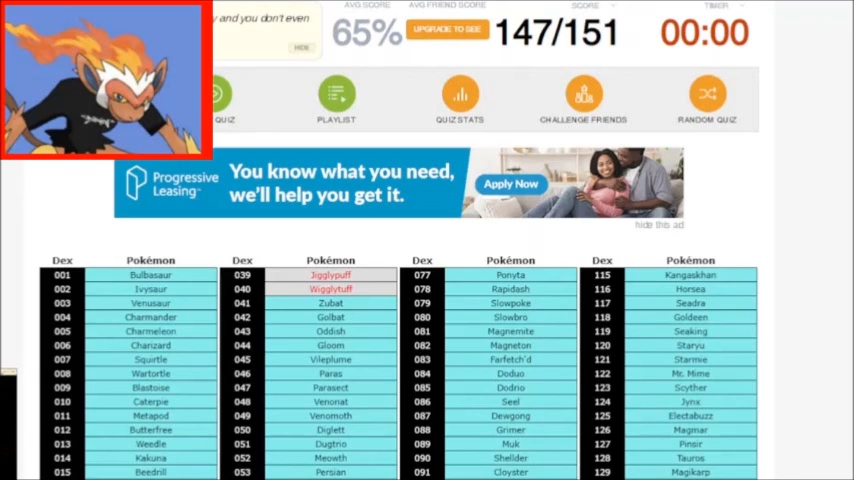 y and you don't even
HIDE
AVG SCORE
65%
AVG FRIEND SCORE
UPGRADE TO SEE
SCORE
147/151
TIMER
00:00
QUIZ
PLAYLIST
QUIZ STATS
CHALLENGE FRIENDS
RANDOM QUIZ
Progressive
Leasing
You know what you need,
we'll help you get it.
Apply Now
hide this ad
Dex Pokémon Dex Pokémon Dex Pokémon Dex Pokémon
001 Bulbasaur 039 Jigglypuff 077 Ponyta 115 Kangaskhan
002 Ivysaur 040 Wigglytuff 078 Rapidash 116 Horsea
003 Venusaur 041 Zubat 079 Slowpoke 117 Seadra
004 Charmander 042 Golbat 080 Slowbro 118 Goldeen
005 Charmeleon 043 Oddish 081 Magnemite 119 Seaking
006 Charizard 044 Gloom 082 Magneton 120 Staryu
007 Squirtle 045 Vileplume 083 Farfetch'd 121 Starmie
008 Wartortle 046 Paras 084 Doduo 122 Mr. Mime
009 Blastoise 047 Parasect 085 Dodrio 123 Scyther
010 Caterpie 048 Venonat 086 Seel 124 Jynx
011 Metapod 049 Venomoth 087 Dewgong 125 Electabuzz
012 Butterfree 050 Diglett 088 Grimer 126 Magmar
013 Weedle 051 Dugtrio 089 Muk 127 Pinsir
014 Kakuna 052 Meowth 090 Shellder 128 Tauros
015 Beedrill 053 Persian 091 Cloyster 129 Magikarp